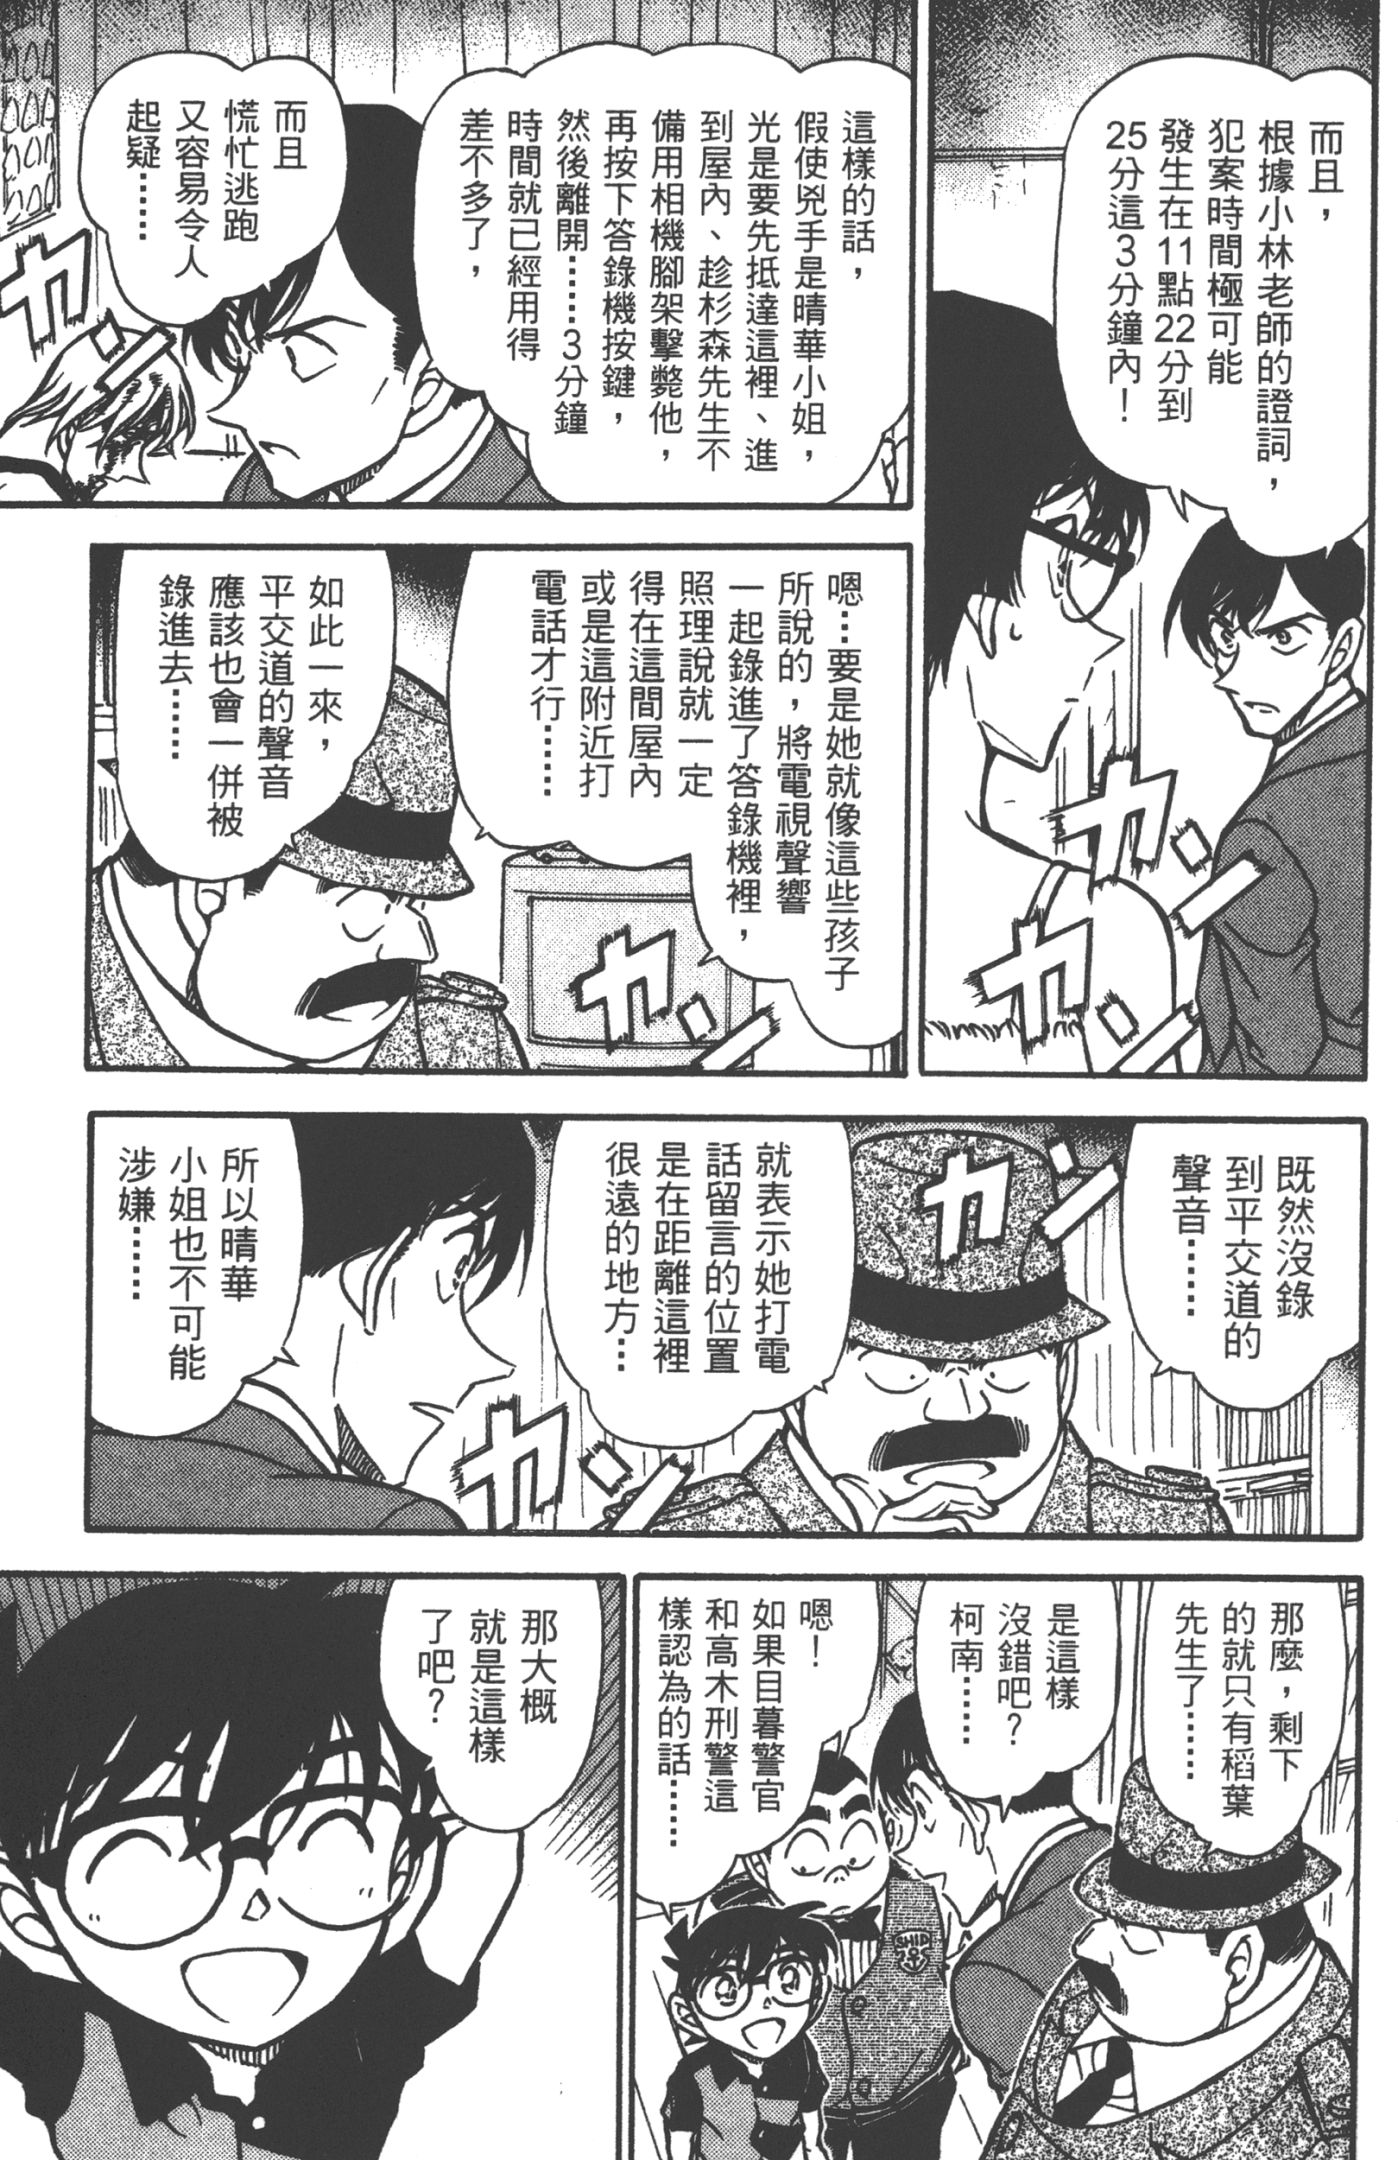 而且，
根據小林老師的證詞，
犯案時間極可能
發生在11點22分到
25分這3分鐘內！
カン
カン
這樣的話，
假使兇手是晴華小姐，
光是要先抵達這裡、進
到屋內、趁杉森先生不
備用相機腳架擊斃他，
再按下答錄機按鍵，
然後離開……3分鐘
時間就已經用得
差不多了，
而且
慌忙逃跑
又容易令人
起疑……
カン
嗯…要是她就像這些孩子
所說的，將電視聲響
一起錄進了答錄機裡，
照理說就一定
得在這間屋內
或是這附近打
電話才行……
カン
如此一來，
平交道的聲音
應該也會一併被
錄進去……
既然沒錄
到平交道的
聲音……
カン
就表示她打電
話留言的位置
是在距離這裡
很遠的地方…
カン
所以晴華
小姐也不可能
涉嫌……
那麼，剩下
的就只有稻葉
先生了……
是這樣
沒錯吧？
柯南……
嗯！
如果目暮警官
和高木刑警這
樣認為的話……
SHIP
那大概
就是這樣
了吧？